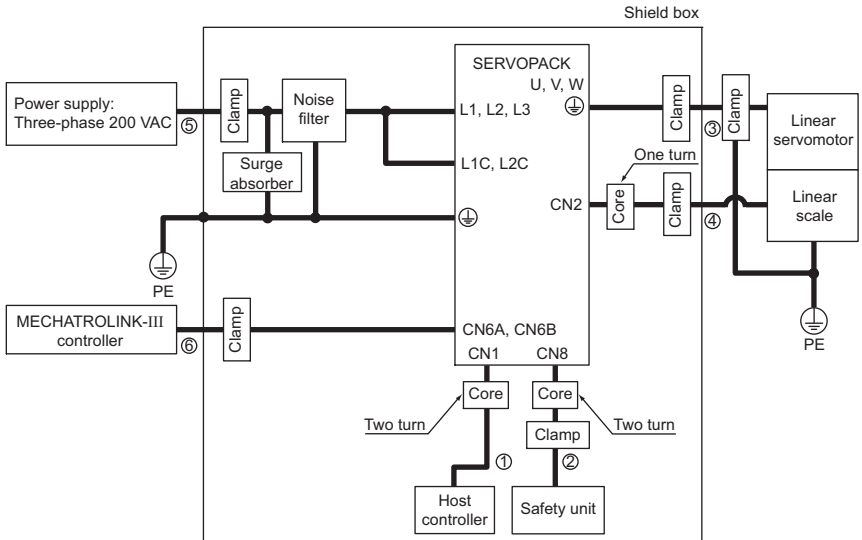 Shield box
SERVOPACK
U, V, W
Power supply:
Three-phase 200 VAC
⑤
Clamp
Noise
filter
L1, L2, L3
Clamp
③
Clamp
Linear
servomotor
Surge
absorber
L1C, L2C
One turn
CN2
Core
Clamp
④
Linear
scale
PE
MECHATROLINK-III
controller
⑥
Clamp
CN6A, CN6B
PE
CN1
CN8
Core
Core
Two turn
Two turn
Clamp
①
②
Host
controller
Safety unit